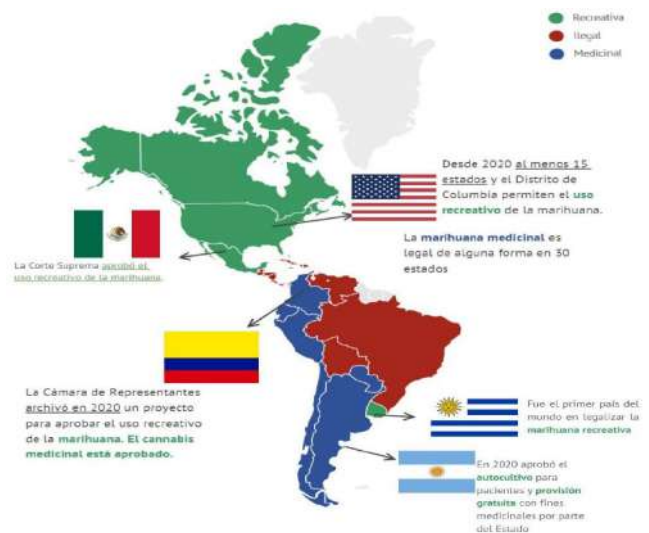 Recreativa
Ilegal
Medicinal
Desde 2020 al menos 15
estados y el Distrito de
Columbia permiten el uso
recreativo de la marihuana.
La marihuana medicinal es
legal de alguna forma en 30
estados
La Corte Suprema aprobó el
uso recreativo de la marihuana.
La Cámara de Representantes
archivó en 2020 un proyecto
para aprobar el uso recreativo
de la marihuana. El cannabis
medicinal está aprobado.
Fue el primer país del
mundo en legalizar la
marihuana recreativa
En 2020 aprobó el
autocultivo para
pacientes y provisión
gratuita con fines
medicinales por parte
del Estado